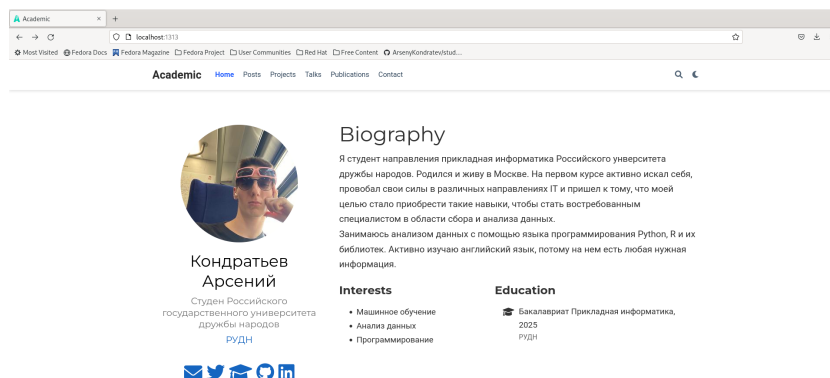 Academic
localhost:1313
Most Visited Fedora Docs Fedora Magazine Fedora Project User Communities Red Hat Free Content ArsenyKondratev/stud...
Academic Home Posts Projects Talks Publications Contact
Biography
Я студент направления прикладная информатика Российского унверситета
дружбы народов. Родился и живу в Москве. На первом курсе активно искал себя,
провобал свои силы в различных направлениях IT и пришел к тому, что моей
целью стало приобрести такие навыки, чтобы стать востребованным
специалистом в области сбора и анализа данных.
Занимаюсь анализом данных с помощью языка программирования Python, R и их
библиотек. Активно изучаю английский язык, потому на нем есть любая нужная
информация.
Кондратьев
Арсений
Студен Российского
государственного университета
дружбы народов
РУДН
Interests
Машинное обучение
Анализ данных
Программирование
Education
Бакалавриат Прикладная информатика,
2025
РУДН